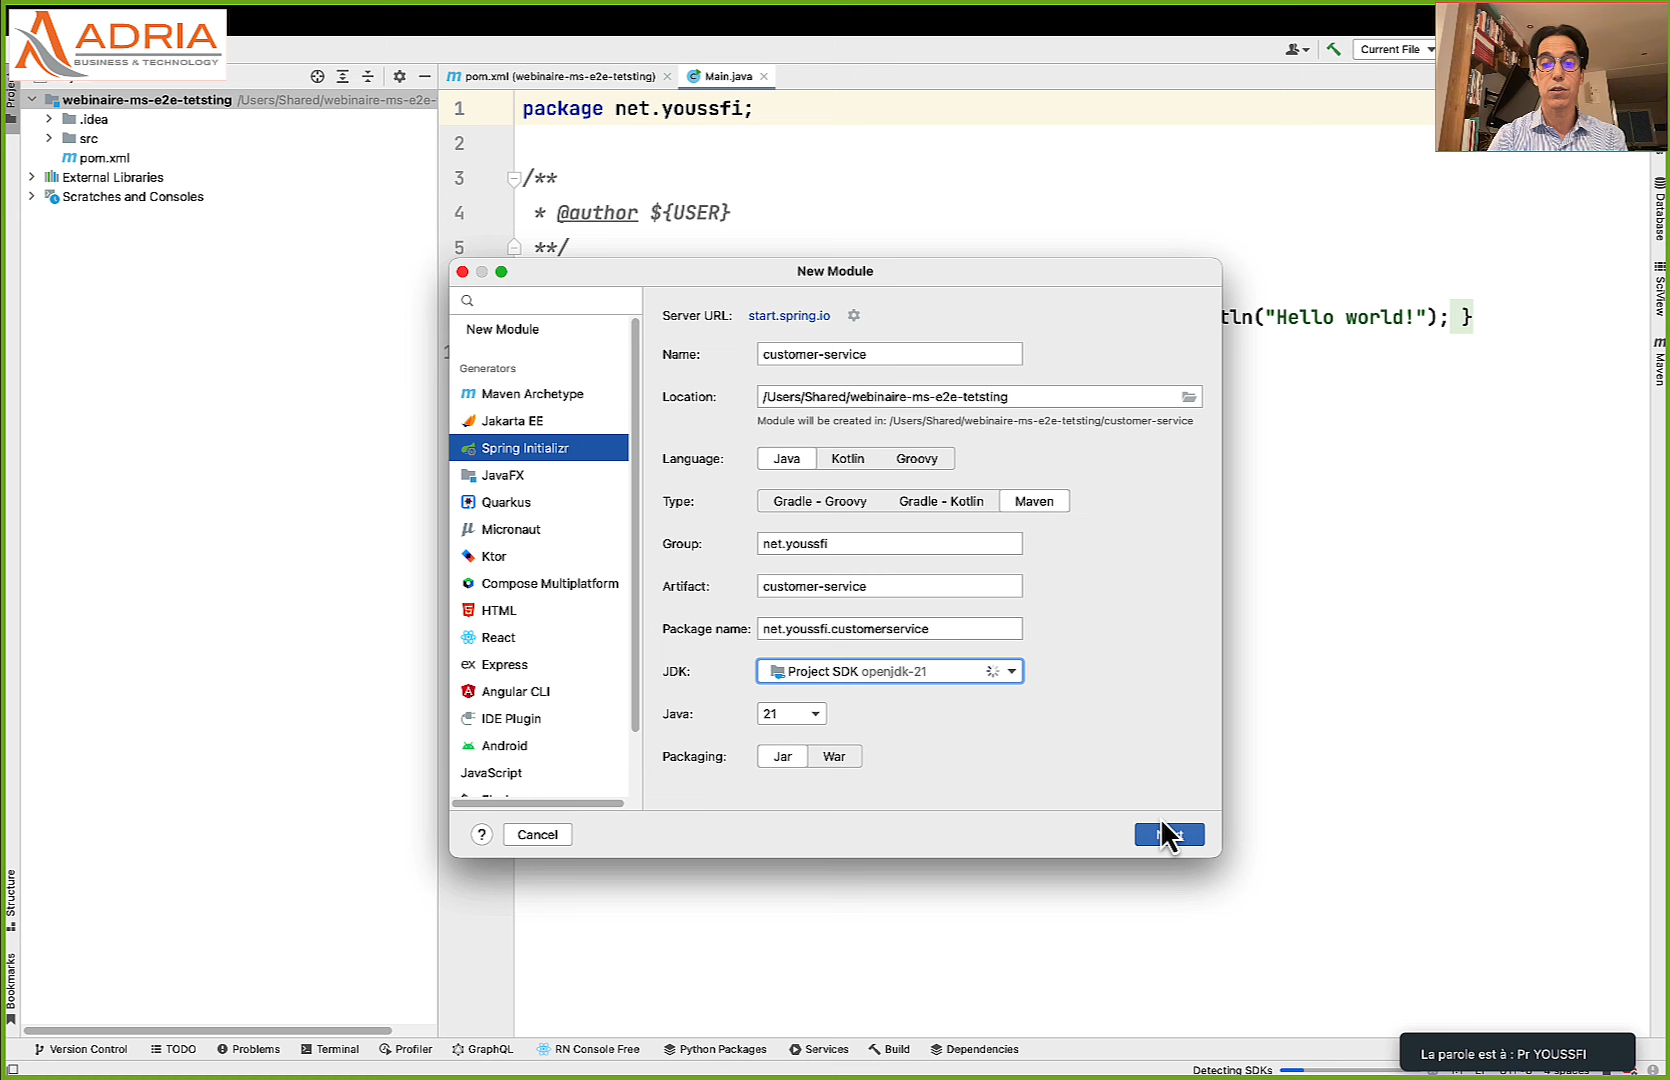 ADRIA
BUSINESS & TECHNOLOGY
Current File
pom.xml (webinaire-ms-e2e-tetsting)
Main.java
webinaire-ms-e2e-tetsting /Users/Shared/webinaire-ms-e2e-
.idea
src
pom.xml
External Libraries
Scratches and Consoles
1 package net.youssfi;
2
3 /**
4 * @author ${USER}
5 **/
ln("Hello world!"); }
New Module
New Module
Generators
Maven Archetype
Jakarta EE
Spring Initializr
JavaFX
Quarkus
Micronaut
Ktor
Compose Multiplatform
HTML
React
ex Express
Angular CLI
IDE Plugin
Android
JavaScript
Server URL: start.spring.io
Name: customer-service
Location: /Users/Shared/webinaire-ms-e2e-tetsting
Module will be created in: /Users/Shared/webinaire-ms-e2e-tetsting/customer-service
Language: Java Kotlin Groovy
Type: Gradle - Groovy Gradle - Kotlin Maven
Group: net.youssfi
Artifact: customer-service
Package name: net.youssfi.customerservice
JDK: Project SDK openjdk-21
Java: 21
Packaging: Jar War
? Cancel
Database
SciView
Maven
Structure
Bookmarks
Version Control TODO Problems Terminal Profiler GraphQL RN Console Free Python Packages Services Build Dependencies
La parole est à : Pr YOUSSFI
Detecting SDKs